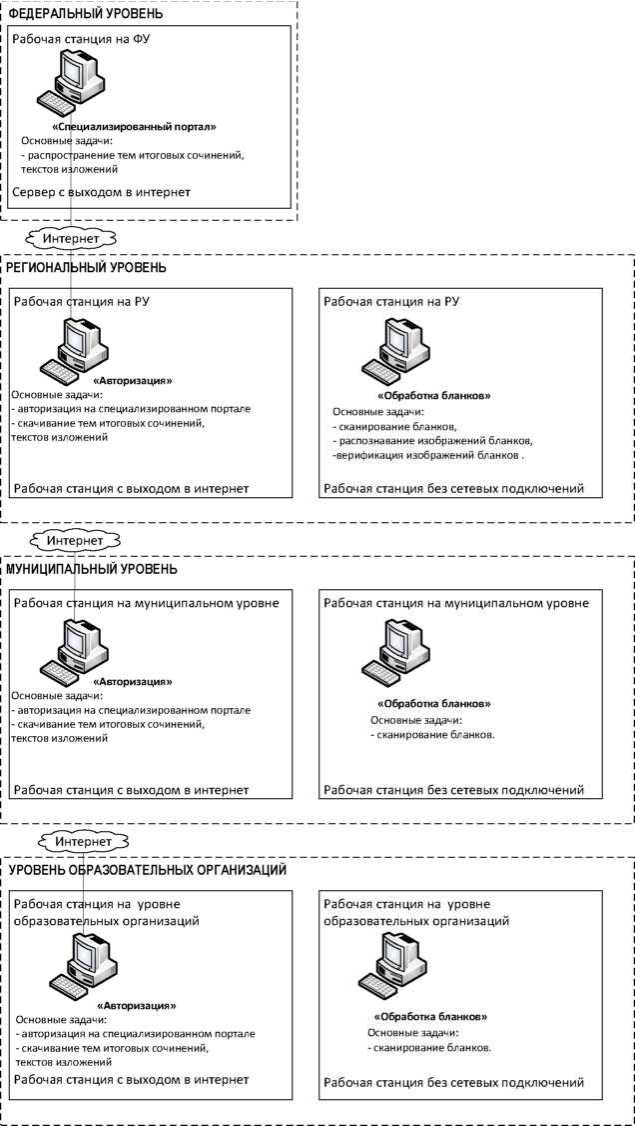 ФЕДЕРАЛЬНЫЙ УРОВЕНЬ
Рабочая станция на ФУ
«Специализированный портал»
Основные задачи:
- распространение тем итоговых сочинений,
текстов изложений
Сервер с выходом в интернет
Интернет
РЕГИОНАЛЬНЫЙ УРОВЕНЬ
Рабочая станция на РУ
«Авторизация»
Основные задачи:
- авторизация на специализированном портале
- скачивание тем итоговых сочинений,
текстов изложений
Рабочая станция с выходом в интернет
Рабочая станция на РУ
«Обработка бланков»
Основные задачи:
- сканирование бланков,
- распознавание изображений бланков,
-верификация изображений бланков .
Рабочая станция без сетевых подключений
Интернет
МУНИЦИПАЛЬНЫЙ УРОВЕНЬ
Рабочая станция на муниципальном уровне
«Авторизация»
Основные задачи:
- авторизация на специализированном портале
- скачивание тем итоговых сочинений,
текстов изложений
Рабочая станция с выходом в интернет
Рабочая станция на муниципальном уровне
«Обработка бланков»
Основные задачи:
- сканирование бланков.
Рабочая станция без сетевых подключений
Интернет
УРОВЕНЬ ОБРАЗОВАТЕЛЬНЫХ ОРГАНИЗАЦИЙ
Рабочая станция на уровне
образовательных организаций
«Авторизация»
Основные задачи:
- авторизация на специализированном портале
- скачивание тем итоговых сочинений,
текстов изложений
Рабочая станция с выходом в интернет
Рабочая станция на уровне
образовательных организаций
«Обработка бланков»
Основные задачи:
- сканирование бланков.
Рабочая станция без сетевых подключений